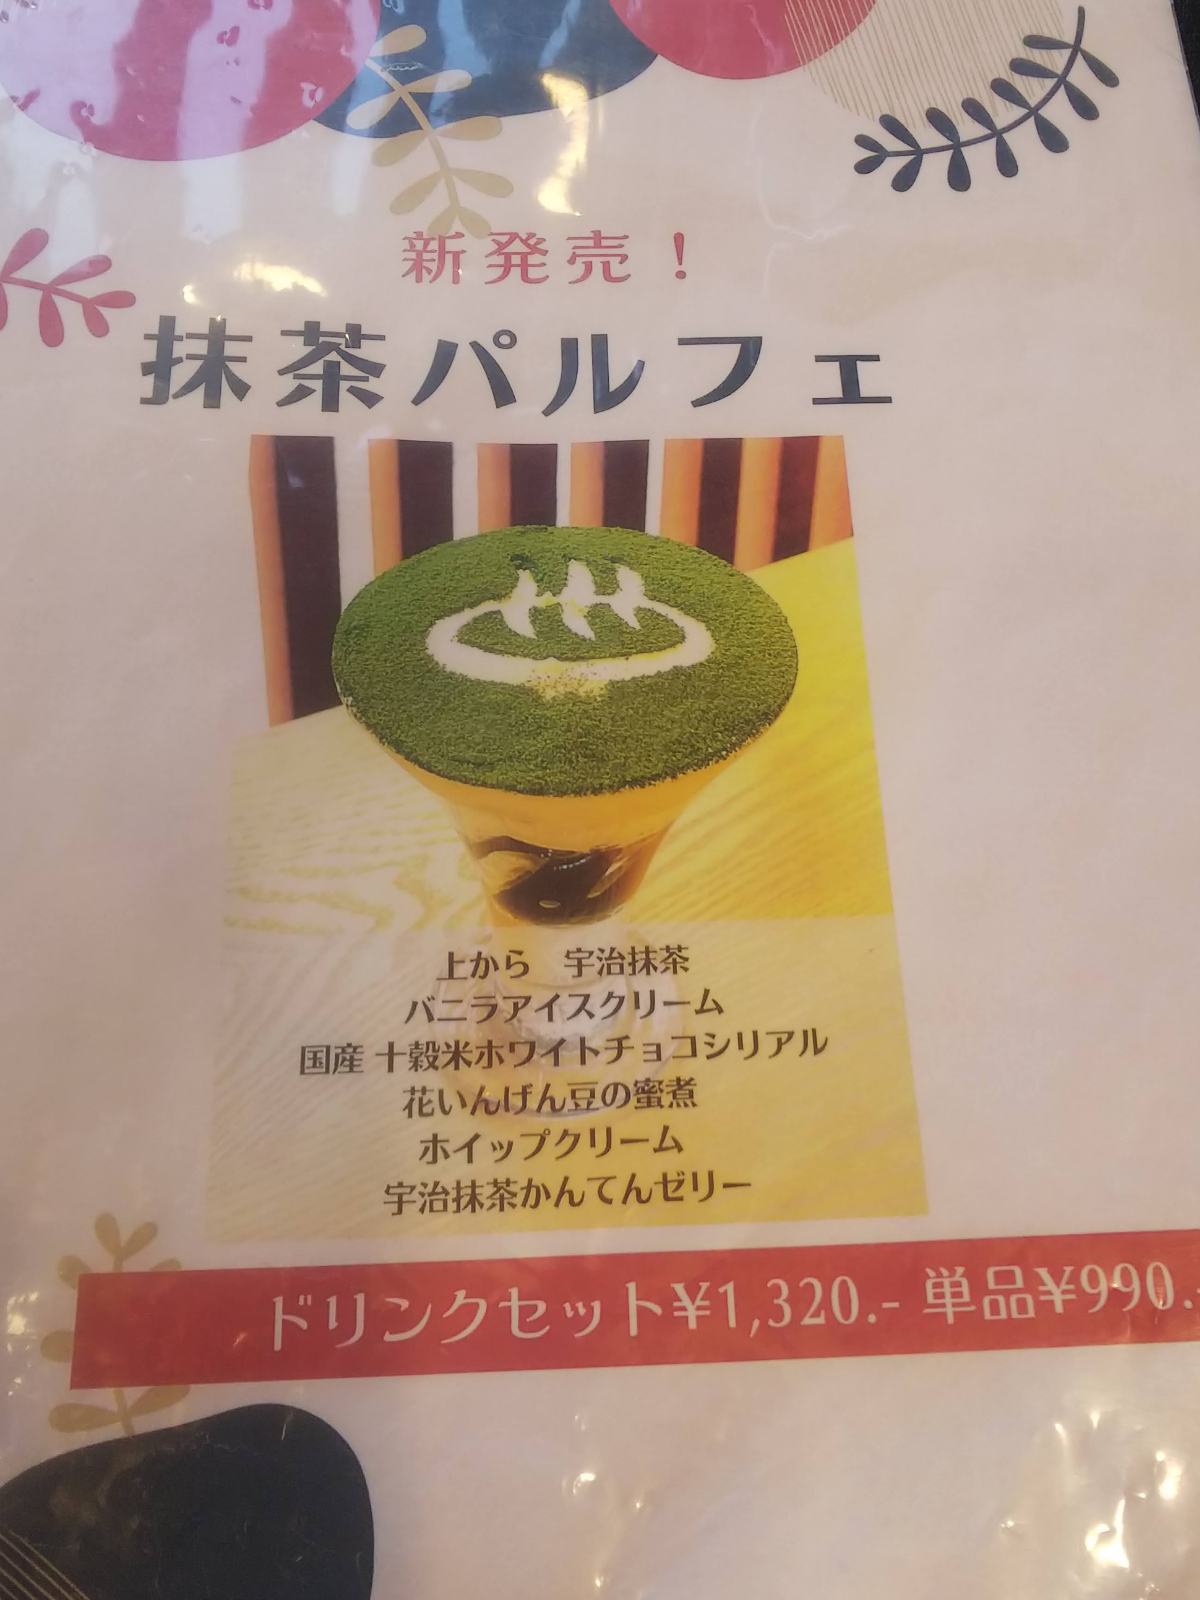 新発売！
抹茶パルフェ
上から　宇治抹茶
バニラアイスクリーム
国産 十穀米ホワイトチョコシリアル
花いんげん豆の蜜煮
ホイップクリーム
宇治抹茶かんてんゼリー
ドリンクセット¥1,320.- 単品¥990.-